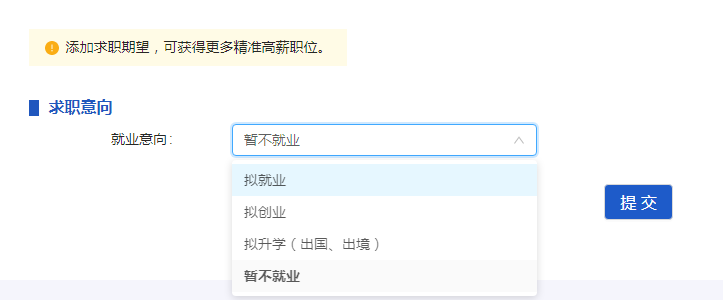 添加求职期望，可获得更多精准高薪职位。
求职意向
就业意向: 暂不就业
拟就业
拟创业
拟升学（出国、出境）
提 交
暂不就业